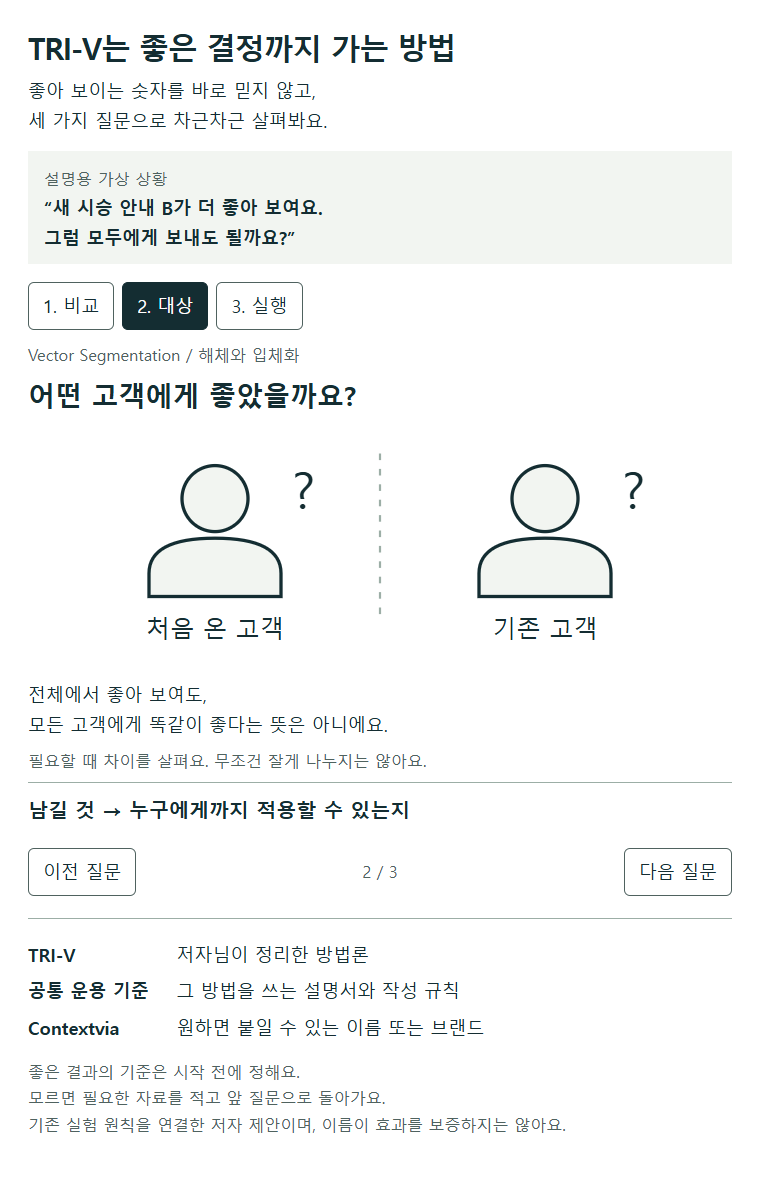 TRI-V는 좋은 결정까지 가는 방법
좋아 보이는 숫자를 바로 믿지 않고,
세 가지 질문으로 차근차근 살펴봐요.
설명용 가상 상황
“새 시승 안내 B가 더 좋아 보여요.
그럼 모두에게 보내도 될까요?”
1. 비교
2. 대상
3. 실행
Vector Segmentation / 해체와 입체화
어떤 고객에게 좋았을까요?
?
?
처음 온 고객
기존 고객
전체에서 좋아 보여도,
모든 고객에게 똑같이 좋다는 뜻은 아니에요.
필요할 때 차이를 살펴요. 무조건 잘게 나누지는 않아요.
남길 것 → 누구에게까지 적용할 수 있는지
이전 질문
2 / 3
다음 질문
TRI-V 저자님이 정리한 방법론
공통 운용 기준 그 방법을 쓰는 설명서와 작성 규칙
Contextvia 원하면 붙일 수 있는 이름 또는 브랜드
좋은 결과의 기준은 시작 전에 정해요.
모르면 필요한 자료를 적고 앞 질문으로 돌아가요.
기존 실험 원칙을 연결한 저자 제안이며, 이름이 효과를 보증하지는 않아요.